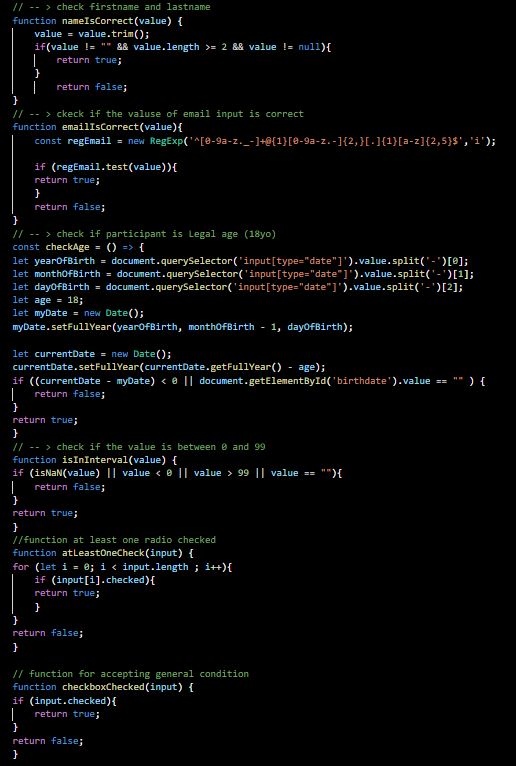 // -- > check firstname and lastname
function nameIsCorrect(value) {
    value = value.trim();
    if(value != "" && value.length >= 2 && value != null){
        return true;
    }
        return false;
}
// -- > ckeck if the valuse of email input is correct
function emailIsCorrect(value){
    const regEmail = new RegExp('^[0-9a-z._-]+@{1}[0-9a-z.-]{2,}[.]{1}[a-z]{2,5}$','i');

    if (regEmail.test(value)){
    return true;
    }
    return false;
}
// -- > check if participant is Legal age (18yo)
const checkAge = () => {
let yearOfBirth = document.querySelector('input[type="date"]').value.split('-')[0];
let monthOfBirth = document.querySelector('input[type="date"]').value.split('-')[1];
let dayOfBirth = document.querySelector('input[type="date"]').value.split('-')[2];
let age = 18;
let myDate = new Date();
myDate.setFullYear(yearOfBirth, monthOfBirth - 1, dayOfBirth);

let currentDate = new Date();
currentDate.setFullYear(currentDate.getFullYear() - age);
if ((currentDate - myDate) < 0 || document.getElementById('birthdate').value == "" ) {
    return false;
}
return true;
}
// -- > check if the value is between 0 and 99
function isInInterval(value) {
if (isNaN(value) || value < 0 || value > 99 || value == ""){
    return false;
}
return true;
}
//function at least one radio checked
function atLeastOneCheck(input) {
for (let i = 0; i < input.length ; i++){
    if (input[i].checked){
    return true;
    }
}
return false;
}

// function for accepting general condition
function checkboxChecked(input) {
if (input.checked){
    return true;
}
return false;
}